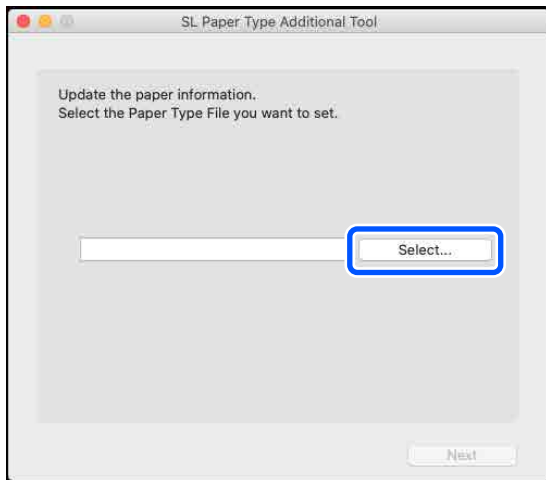 SL Paper Type Additional Tool
Update the paper information.
Select the Paper Type File you want to set.
Select...
Next